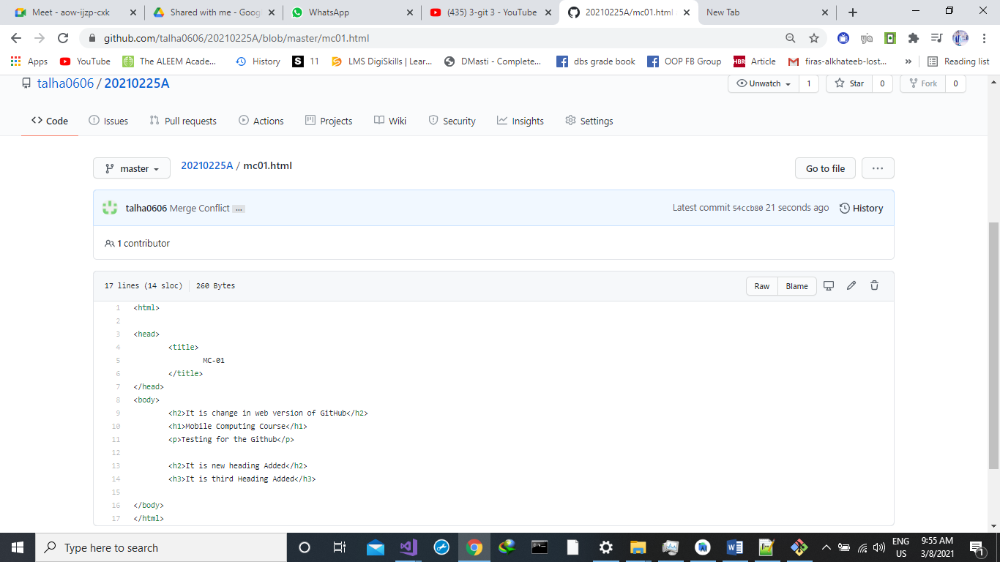 Meet - aow-ijzp-cxk Shared with me - Goog WhatsApp (435) 3-git 3 - YouTube 20210225A/mc01.html New Tab
github.com/talha0606/20210225A/blob/master/mc01.html
Apps YouTube The ALEEM Acade... History S 11 LMS DigiSkills | Lear... DMasti - Complete... dbs grade book OOP FB Group HBR Article firas-alkhateeb-lost... » Reading list
talha0606 / 20210225A Unwatch 1 Star 0 Fork 0
Code Issues Pull requests Actions Projects Wiki Security Insights Settings
master 20210225A / mc01.html Go to file ...
talha0606 Merge Conflict ... Latest commit 54ccb80 21 seconds ago History
1 contributor
17 lines (14 sloc) 260 Bytes Raw Blame
1 <html>
2
3 <head>
4 <title>
5 MC-01
6 </title>
7 </head>
8 <body>
9 <h2>It is change in web version of GitHub</h2>
10 <h1>Mobile Computing Course</h1>
11 <p>Testing for the Github</p>
12
13 <h2>It is new heading Added</h2>
14 <h3>It is third Heading Added</h3>
15
16 </body>
17 </html>
Type here to search ENG 9:55 AM
US 3/8/2021 1